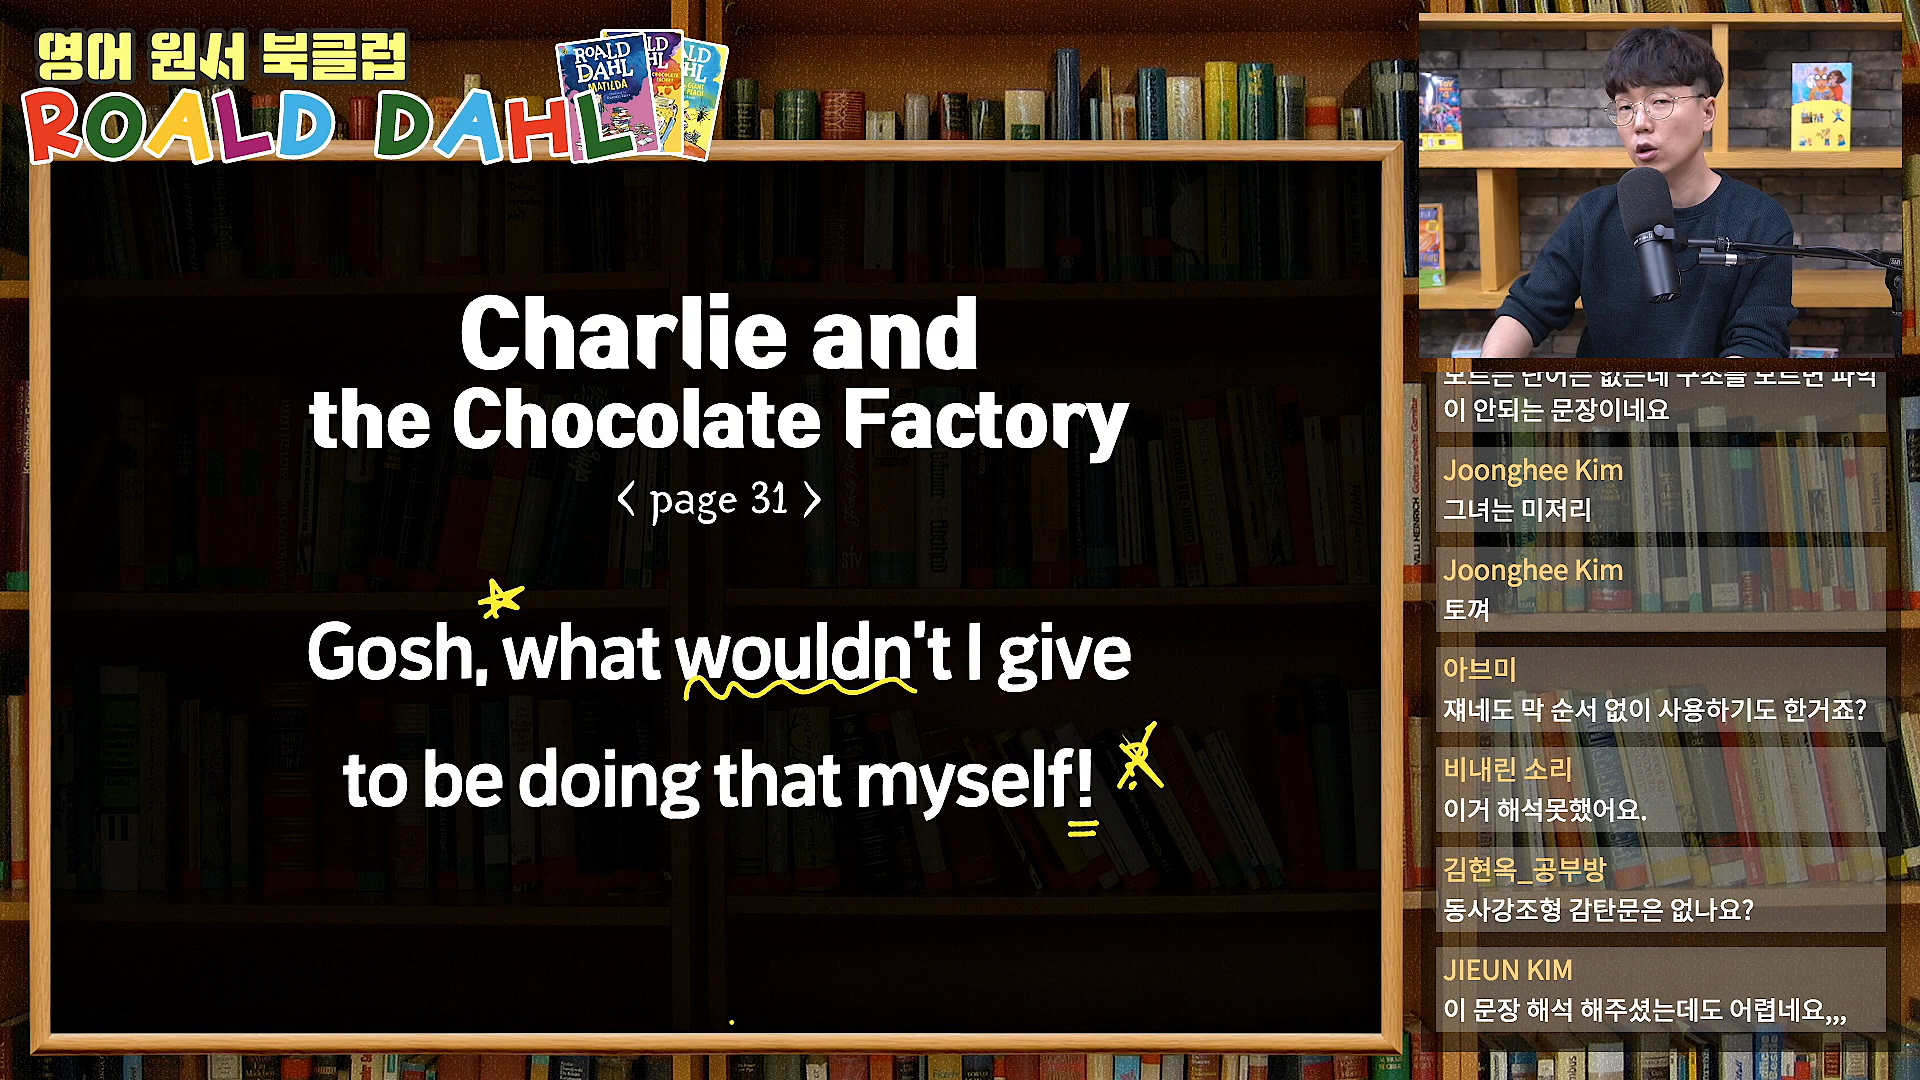 영어 원서 북클럽
ROALD DAHL
ROALD
DAHL
MATILDA
Charlie and
the Chocolate Factory
< page 31 >
Gosh, what wouldn't I give
to be doing that myself!
이 안되는 문장이네요
Joonghee Kim
그녀는 미저리
Joonghee Kim
토껴
아브미
쟤네도 막 순서 없이 사용하기도 한거죠?
비내린 소리
이거 해석못했어요.
김현옥_공부방
동사강조형 감탄문은 없나요?
JIEUN KIM
이 문장 해석 해주셨는데도 어렵네요,,,